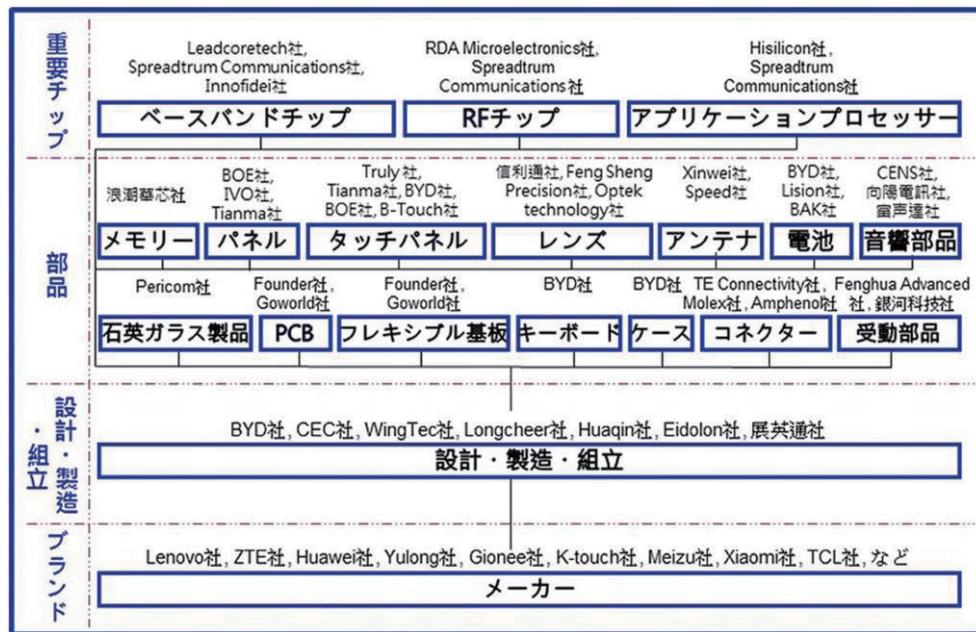 重要チップ
Leadcoretech社,
Spreadtrum Communications社,
Innofidei社
ベースバンドチップ
RDA Microelectronics社,
Spreadtrum
Communications社
RFチップ
Hisilicon社,
Spreadtrum
Communications社
アプリケーションプロセッサー
部品
浪潮華芯社
メモリー
BOE社,
IVO社,
Tianma社
パネル
Truly社,
Tianma社, BYD社,
BOE社, B-Touch社
タッチパネル
信利通社, Feng Sheng
Precision社, Optek
technology社
レンズ
Xinwei社,
Speed社
アンテナ
BYD社,
Lision社,
BAK社
電池
CENS社,
向陽電訊社,
富声達社
音響部品
Pericom社
石英ガラス製品
Founder社,
Goworld社
PCB
Founder社,
Goworld社
フレキシブル基板
BYD社
キーボード
BYD社
ケース
TE Connectivity社,
Molex社, Amphenol社
コネクター
Fenghua Advanced
社, 銀河科技社
受動部品
設計・製造
・組立
BYD社, CEC社, WingTec社, Longcheer社, Huaqin社, Eidolon社, 展英通社
設計・製造・組立
ブランド
Lenovo社, ZTE社, Huawei社, Yulong社, Gionee社, K-touch社, Meizu社, Xiaomi社, TCL社, など
メーカー